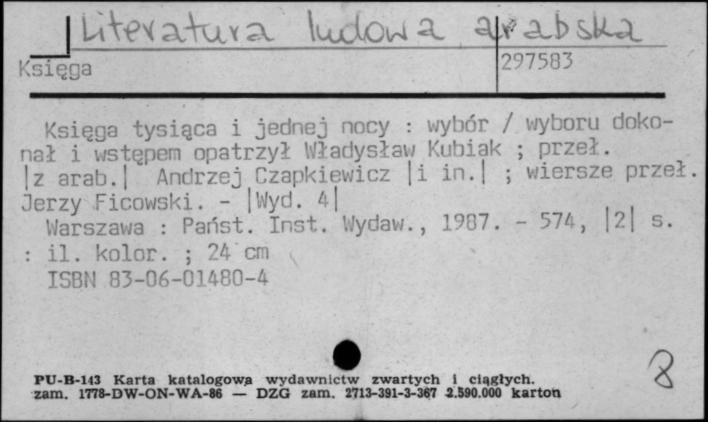 Literatura ludowa arabska
Księga 297583
Księga tysiąca i jednej nocy : wybór / wyboru doko-
nał i wstępem opatrzył Władysław Kubiak ; przeł.
|z arab.| Andrzej Czapkiewicz |i in.| ; wiersze przeł.
Jerzy Ficowski. - |Wyd. 4|
Warszawa : Państ. Inst. Wydaw., 1987. - 574, |2| s.
: il. kolor. ; 24 cm
ISBN 83-06-01480-4
8
PU-B-143 Karta katalogowa wydawnictw zwartych i ciągłych.
zam. 1778-DW-ON-WA-86 — DZG zam. 2713-391-3-367 2.590.000 karton